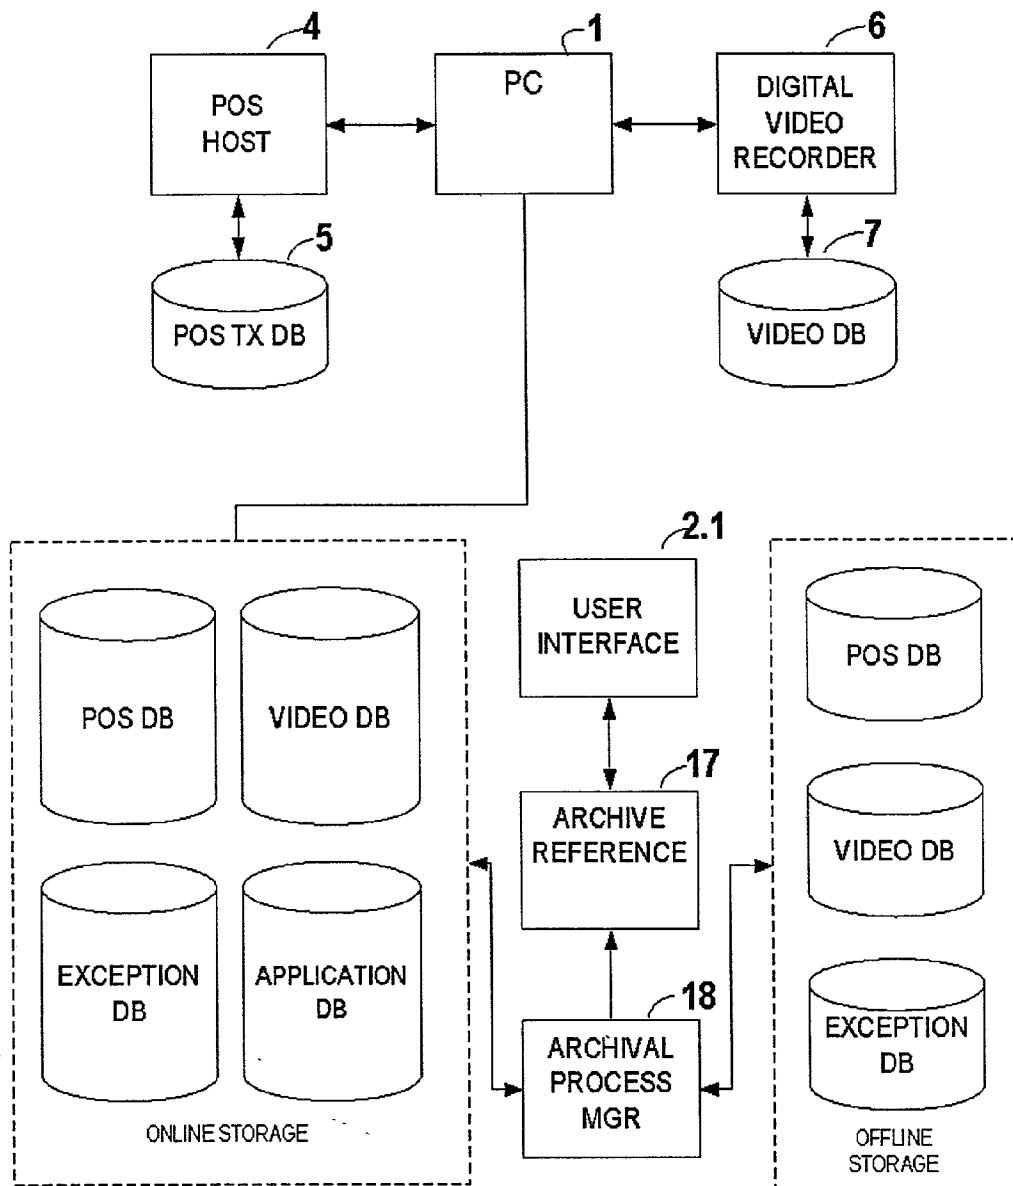 4
1
6
POS
HOST
PC
DIGITAL
VIDEO
RECORDER
5
7
POS TX DB
VIDEO DB
2.1
USER
INTERFACE
POS DB
VIDEO DB
POS DB
17
ARCHIVE
REFERENCE
VIDEO DB
EXCEPTION
DB
APPLICATION
DB
18
ARCHIVAL
PROCESS
MGR
EXCEPTION
DB
ONLINE STORAGE
OFFLINE
STORAGE